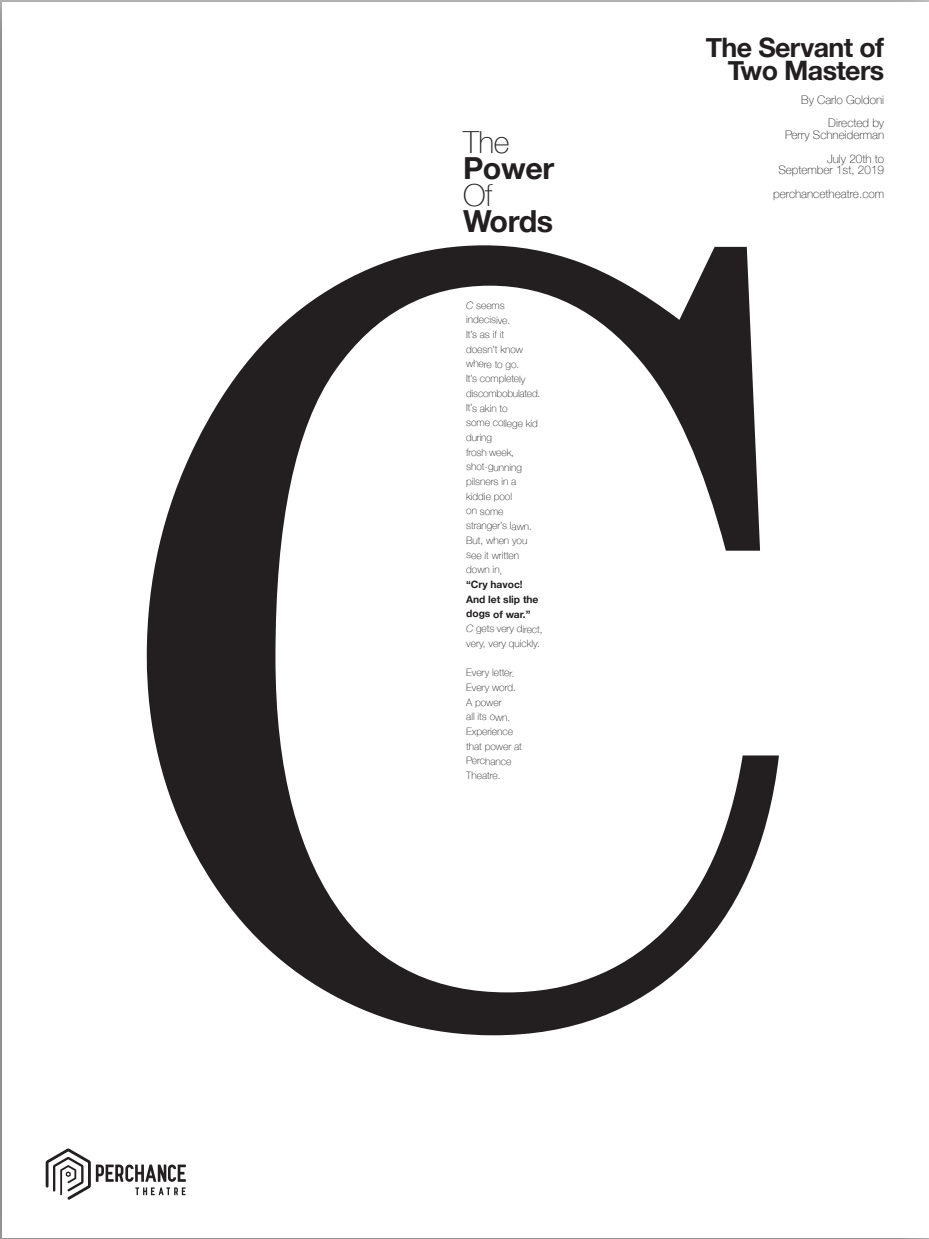 The Servant of
Two Masters
By Carlo Goldoni
Directed by
Perry Schneiderman
July 20th to
September 1st, 2019
perchancetheatre.com
The
Power
Of
Words
C
C seems
indecisive.
It's as if it
doesn't know
where to go.
It's completely
discombobulated.
It's akin to
some college kid
during
frosh week,
shot-gunning
pilsners in a
kiddie pool
on some
stranger's lawn.
But, when you
see it written
down in,
“Cry havoc!
And let slip the
dogs of war.”
C gets very direct,
very, very quickly.
Every letter.
Every word.
A power
all its own.
Experience
that power at
Perchance
Theatre.
PERCHANCE
THEATRE